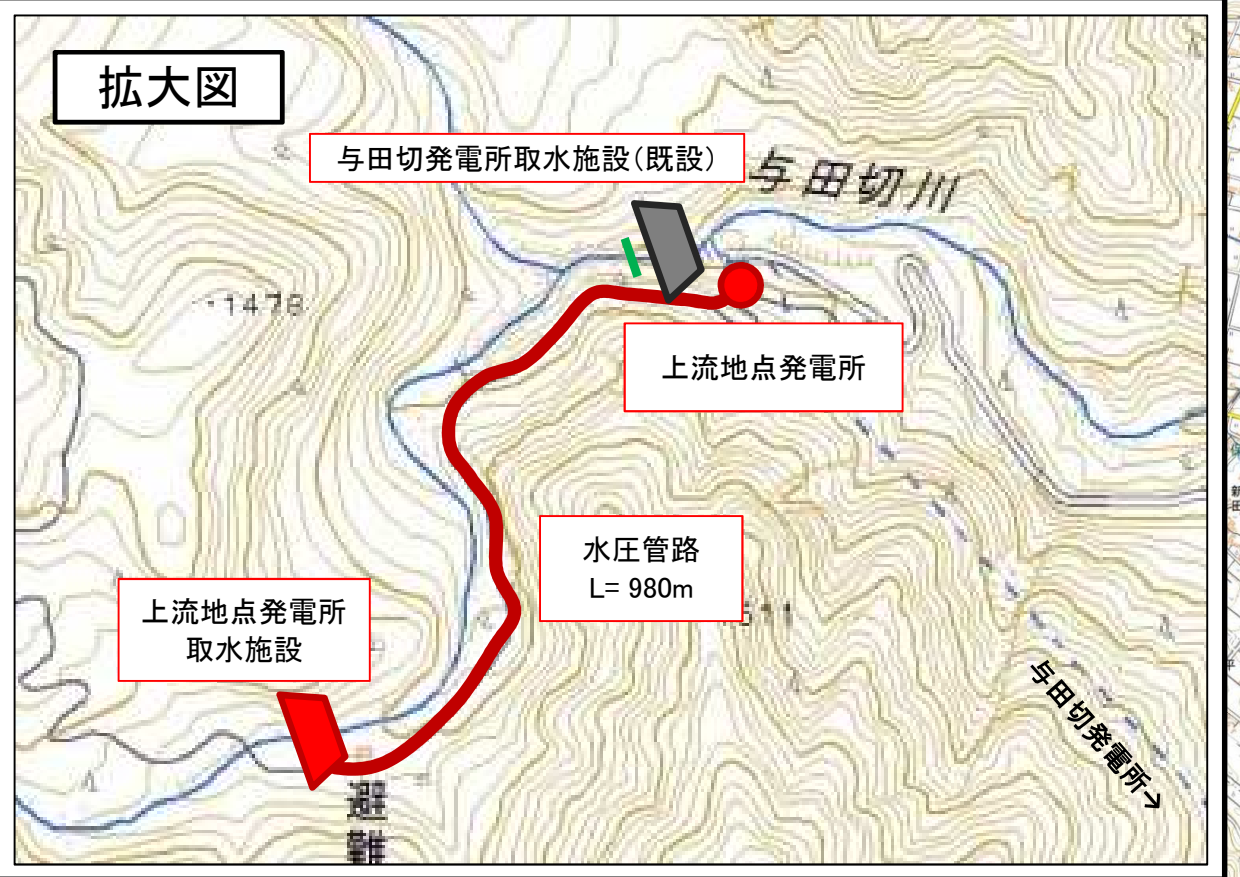 拡大図
与田切発電所取水施設(既設)
与田切川
1478
上流地点発電所
水圧管路
L= 980m
上流地点発電所
取水施設
与田切発電所→